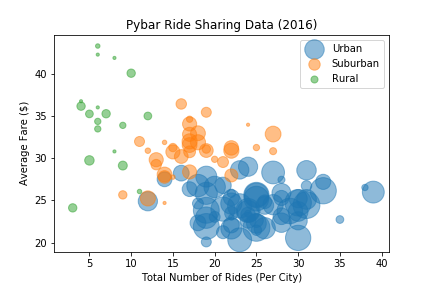 Pybar Ride Sharing Data (2016)
Urban
Suburban
Rural
Average Fare ($)
40
35
30
25
20
5 10 15 20 25 30 35 40
Total Number of Rides (Per City)